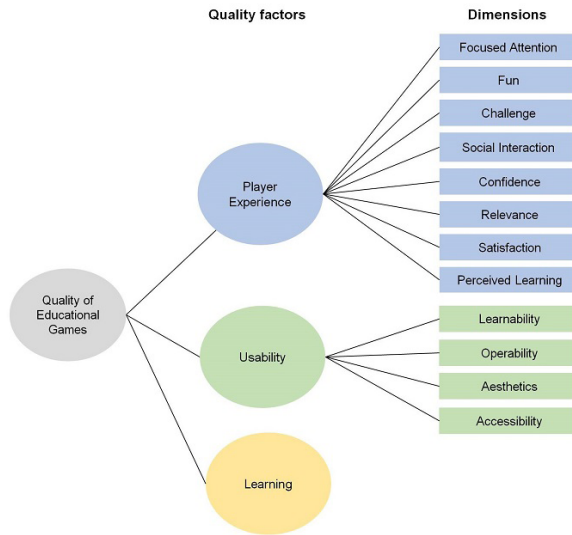 Quality factors
Dimensions
Quality of
Educational
Games
Player
Experience
Usability
Learning
Focused Attention
Fun
Challenge
Social Interaction
Confidence
Relevance
Satisfaction
Perceived Learning
Learnability
Operability
Aesthetics
Accessibility